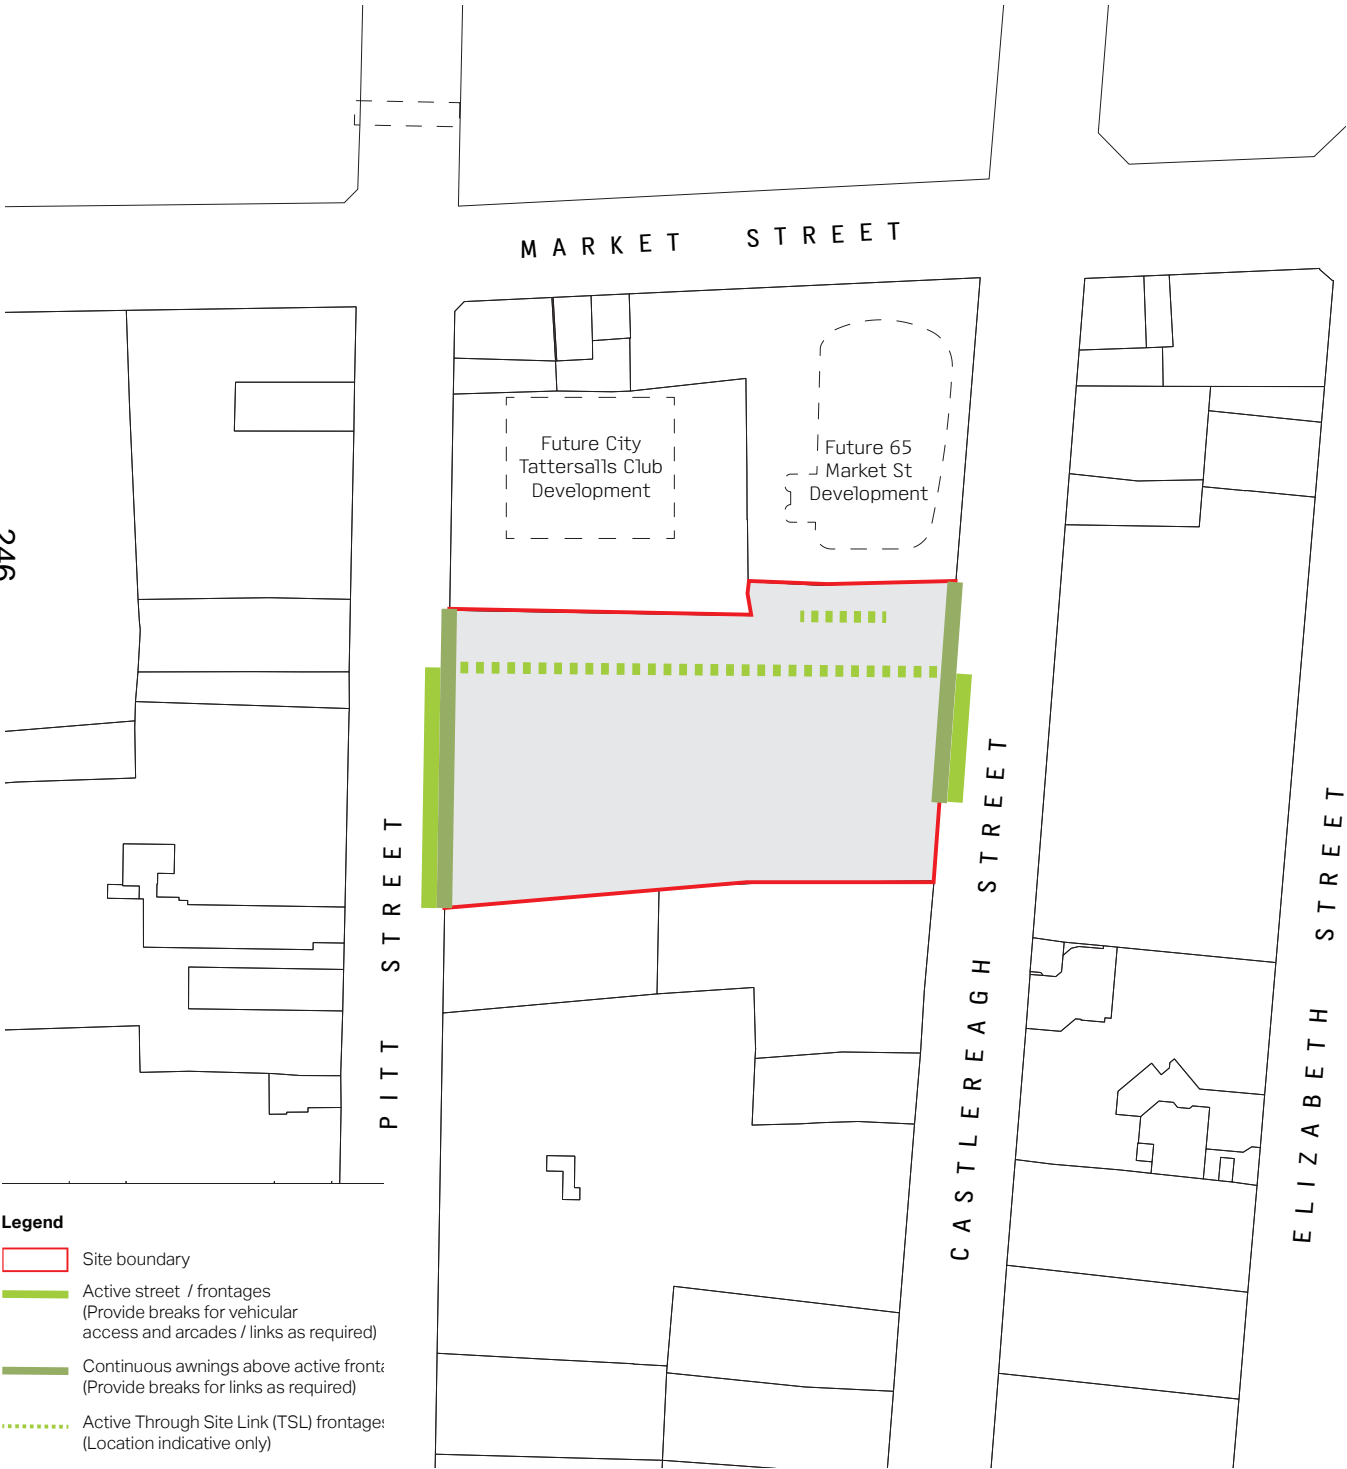 MARKET STREET
Future City
Tattersalls Club
Development
Future 65
Market St
Development
246
PITT STREET
CASTLEREAGH STREET
ELIZABETH STREET
Legend
Site boundary
Active street / frontages
(Provide breaks for vehicular
access and arcades / links as required)
Continuous awnings above active fronta
(Provide breaks for links as required)
Active Through Site Link (TSL) frontages
(Location indicative only)